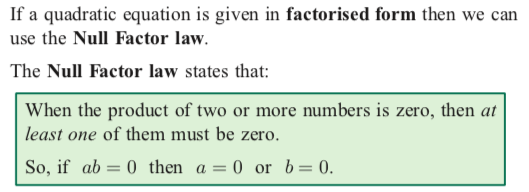 If a quadratic equation is given in factorised form then we can
use the Null Factor law.
The Null Factor law states that:
When the product of two or more numbers is zero, then at
least one of them must be zero.
So, if ab = 0 then a = 0 or b = 0.